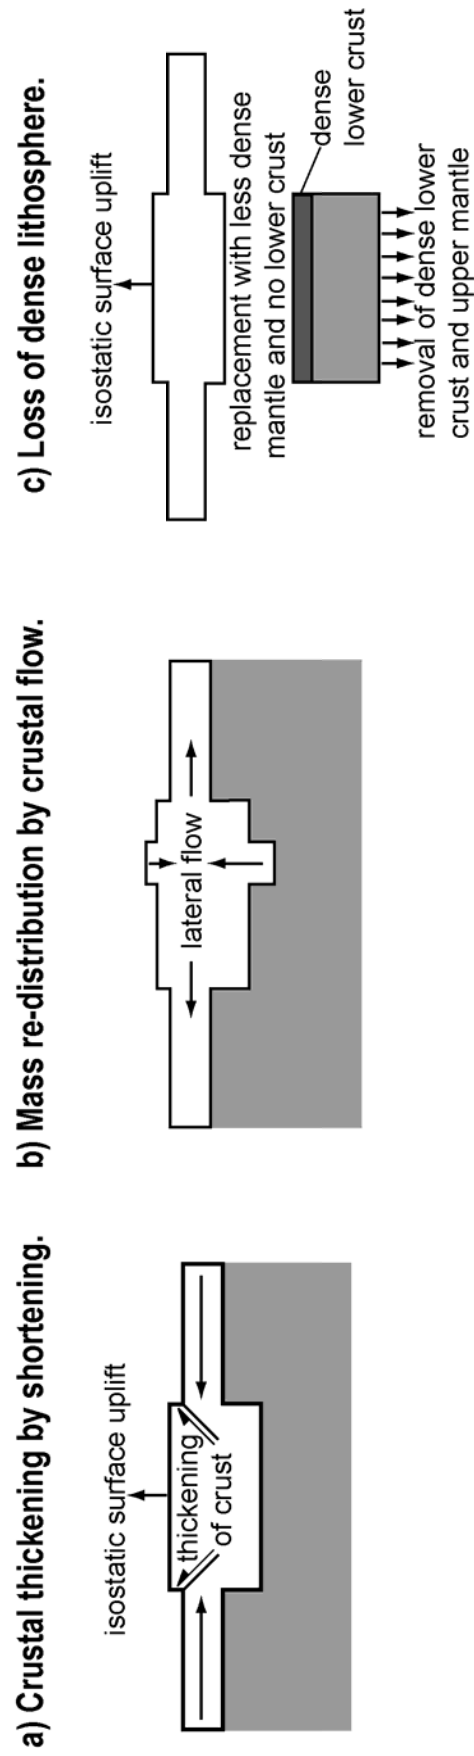 a) Crustal thickening by shortening.
isostatic surface uplift
thickening
of crust
b) Mass re-distribution by crustal flow.
lateral flow
c) Loss of dense lithosphere.
isostatic surface uplift
replacement with less dense
mantle and no lower crust
dense
lower crust
removal of dense lower
crust and upper mantle